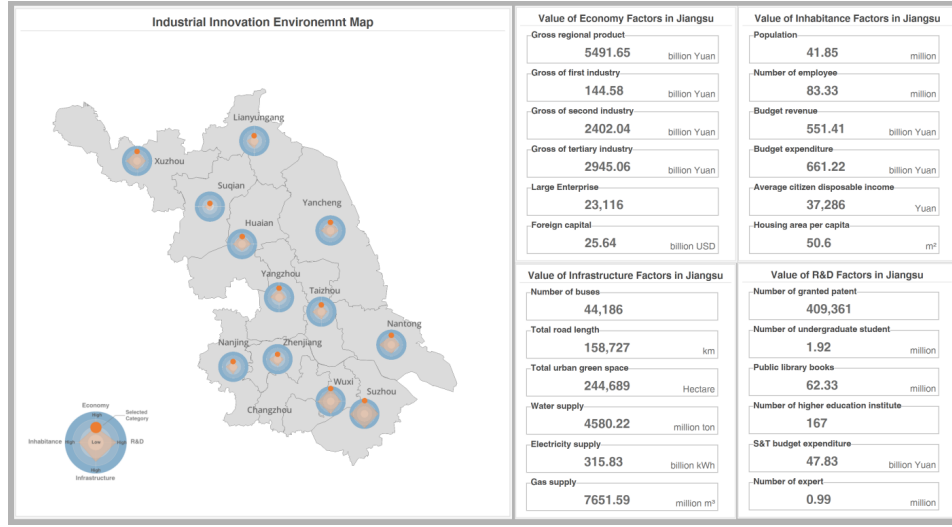 Industrial Innovation Environemnt Map
Lianyungang
Xuzhou
Suqian
Yancheng
Huaian
Yangzhou
Taizhou
Nantong
Nanjing
Zhenjiang
Wuxi
Suzhou
Changzhou
Economy
High
Selected
Category
Inhabitance
High
Low
High
R&D
High
Infrastructure
Value of Economy Factors in Jiangsu
Gross regional product
5491.65 billion Yuan
Gross of first industry
144.58 billion Yuan
Gross of second industry
2402.04 billion Yuan
Gross of tertiary industry
2945.06 billion Yuan
Large Enterprise
23,116
Foreign capital
25.64 billion USD
Value of Inhabitance Factors in Jiangsu
Population
41.85 million
Number of employee
83.33 million
Budget revenue
551.41 billion Yuan
Budget expenditure
661.22 billion Yuan
Average citizen disposable income
37,286 Yuan
Housing area per capita
50.6 m²
Value of Infrastructure Factors in Jiangsu
Number of buses
44,186
Total road length
158,727 km
Total urban green space
244,689 Hectare
Water supply
4580.22 million ton
Electricity supply
315.83 billion kWh
Gas supply
7651.59 million m³
Value of R&D Factors in Jiangsu
Number of granted patent
409,361
Number of undergraduate student
1.92 million
Public library books
62.33 million
Number of higher education institute
167
S&T budget expenditure
47.83 billion Yuan
Number of expert
0.99 million